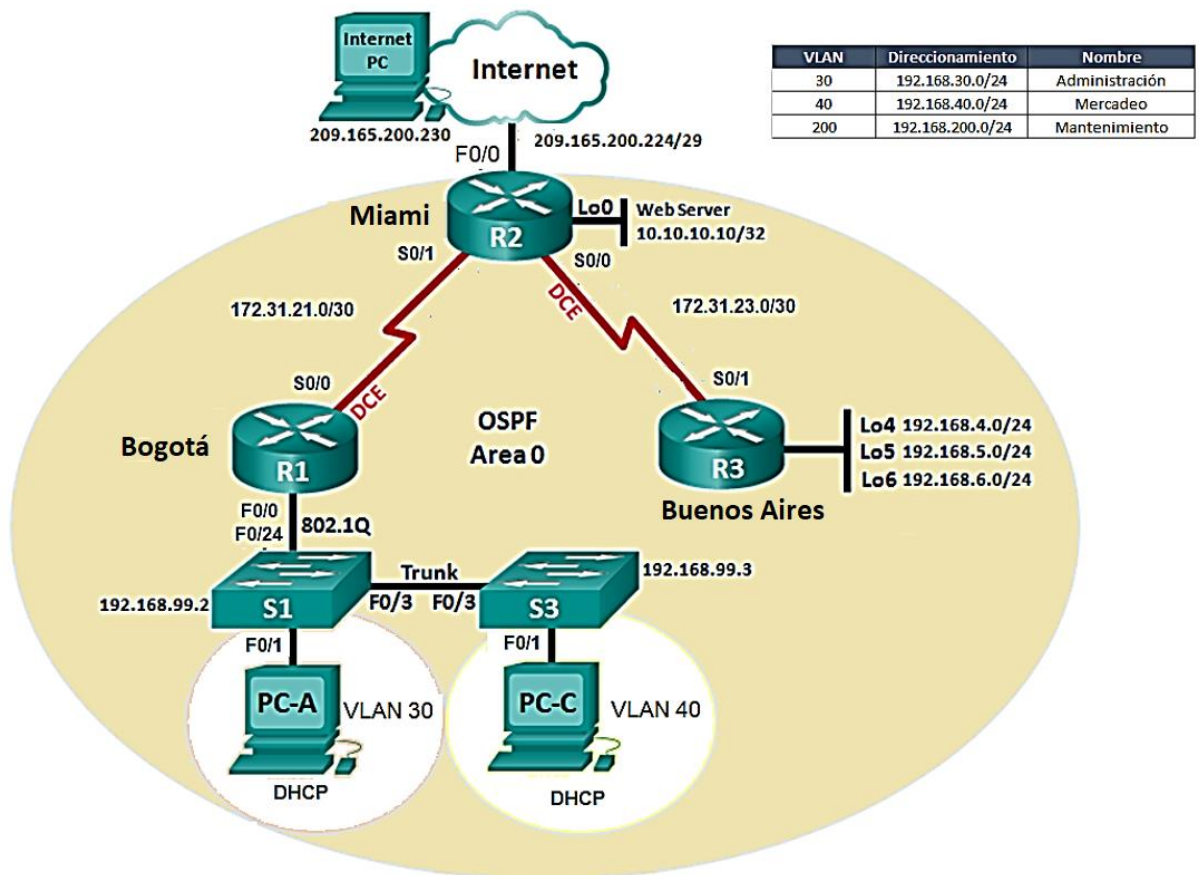 Internet
PC
Internet
209.165.200.230
209.165.200.224/29
F0/0
VLAN Direccionamiento Nombre
30 192.168.30.0/24 Administración
40 192.168.40.0/24 Mercadeo
200 192.168.200.0/24 Mantenimiento
Miami
R2
Lo0
Web Server
10.10.10.10/32
S0/1
S0/0
DCE
172.31.21.0/30
172.31.23.0/30
S0/0
DCE
S0/1
Bogotá
R1
OSPF
Area 0
R3
Buenos Aires
Lo4 192.168.4.0/24
Lo5 192.168.5.0/24
Lo6 192.168.6.0/24
F0/0
F0/24
802.1Q
192.168.99.2
S1
Trunk
F0/3 F0/3
S3
192.168.99.3
F0/1
F0/1
PC-A
VLAN 30
DHCP
PC-C
VLAN 40
DHCP